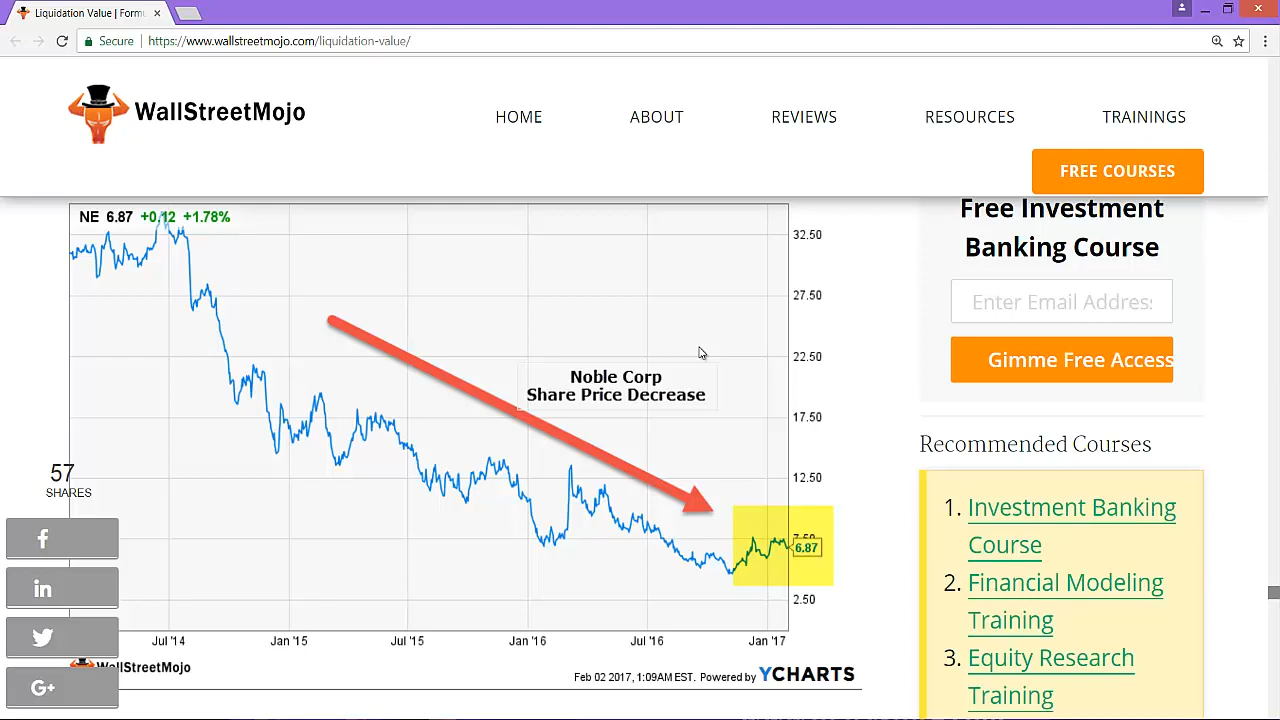 Liquidation Value | Form
Secure https://www.wallstreetmojo.com/liquidation-value/
WallStreetMojo
HOME
ABOUT
REVIEWS
RESOURCES
TRAININGS
FREE COURSES
NE 6.87 +0.12 +1.78%
32.50
27.50
22.50
17.50
12.50
7.50
6.87
2.50
Noble Corp
Share Price Decrease
Jul '14
Jan '15
Jul '15
Jan '16
Jul '16
Jan '17
WallStreetMojo
Feb 02 2017, 1:09AM EST. Powered by YCHARTS
57
SHARES
f
in
G+
Free Investment
Banking Course
Enter Email Address
Gimme Free Access
Recommended Courses
1. Investment Banking
Course
2. Financial Modeling
Training
3. Equity Research
Training